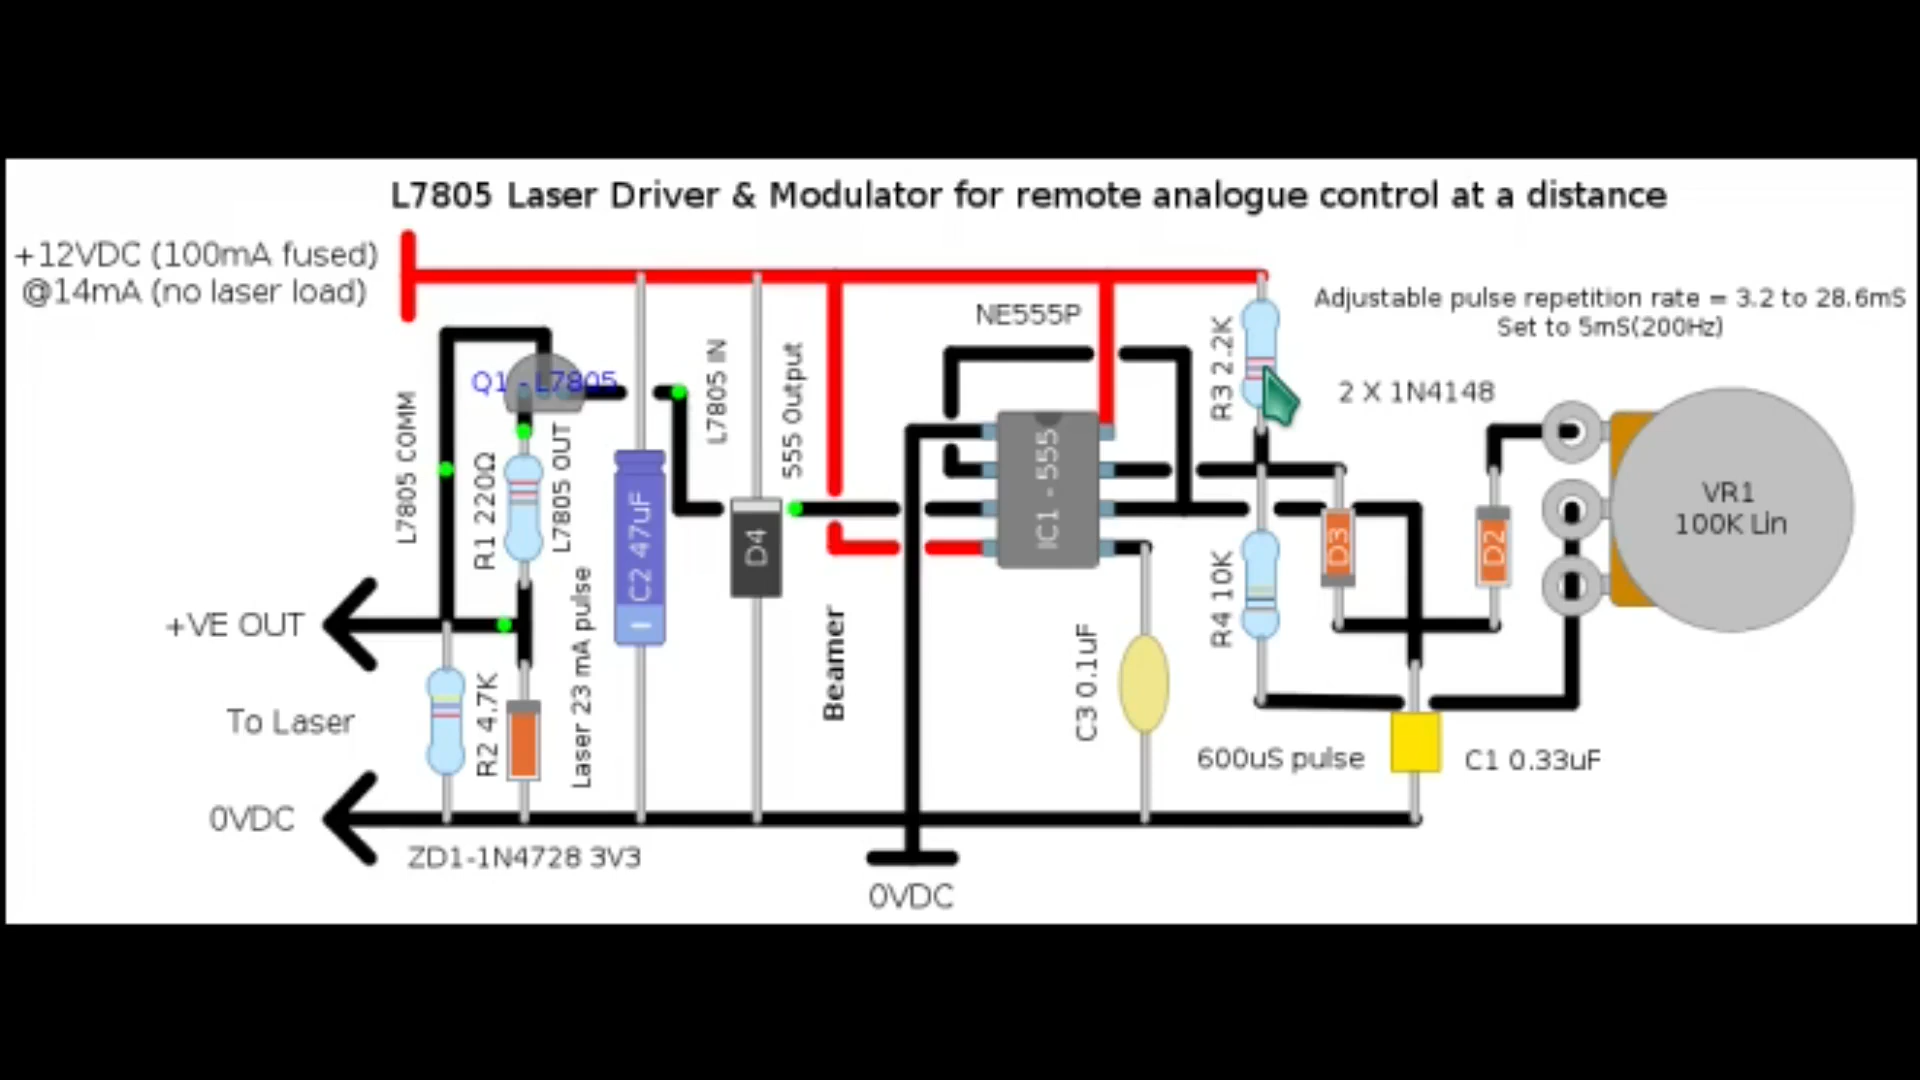 L7805 Laser Driver & Modulator for remote analogue control at a distance
+12VDC (100mA fused)
@14mA (no laser load)
Adjustable pulse repetition rate = 3.2 to 28.6mS
Set to 5mS(200Hz)
NE555P
2 X 1N4148
Q1 - L7805
L7805 COMM
R1 220Ω
L7805 OUT
C2 47uF
L7805 IN
555 Output
D4
IC1 - 555
R3 2.2K
D3
D2
VR1
100K Lin
+VE OUT
To Laser
0VDC
R2 4.7K
Laser 23 mA pulse
Beamer
C3 0.1uF
R4 10K
600uS pulse
C1 0.33uF
ZD1-1N4728 3V3
0VDC